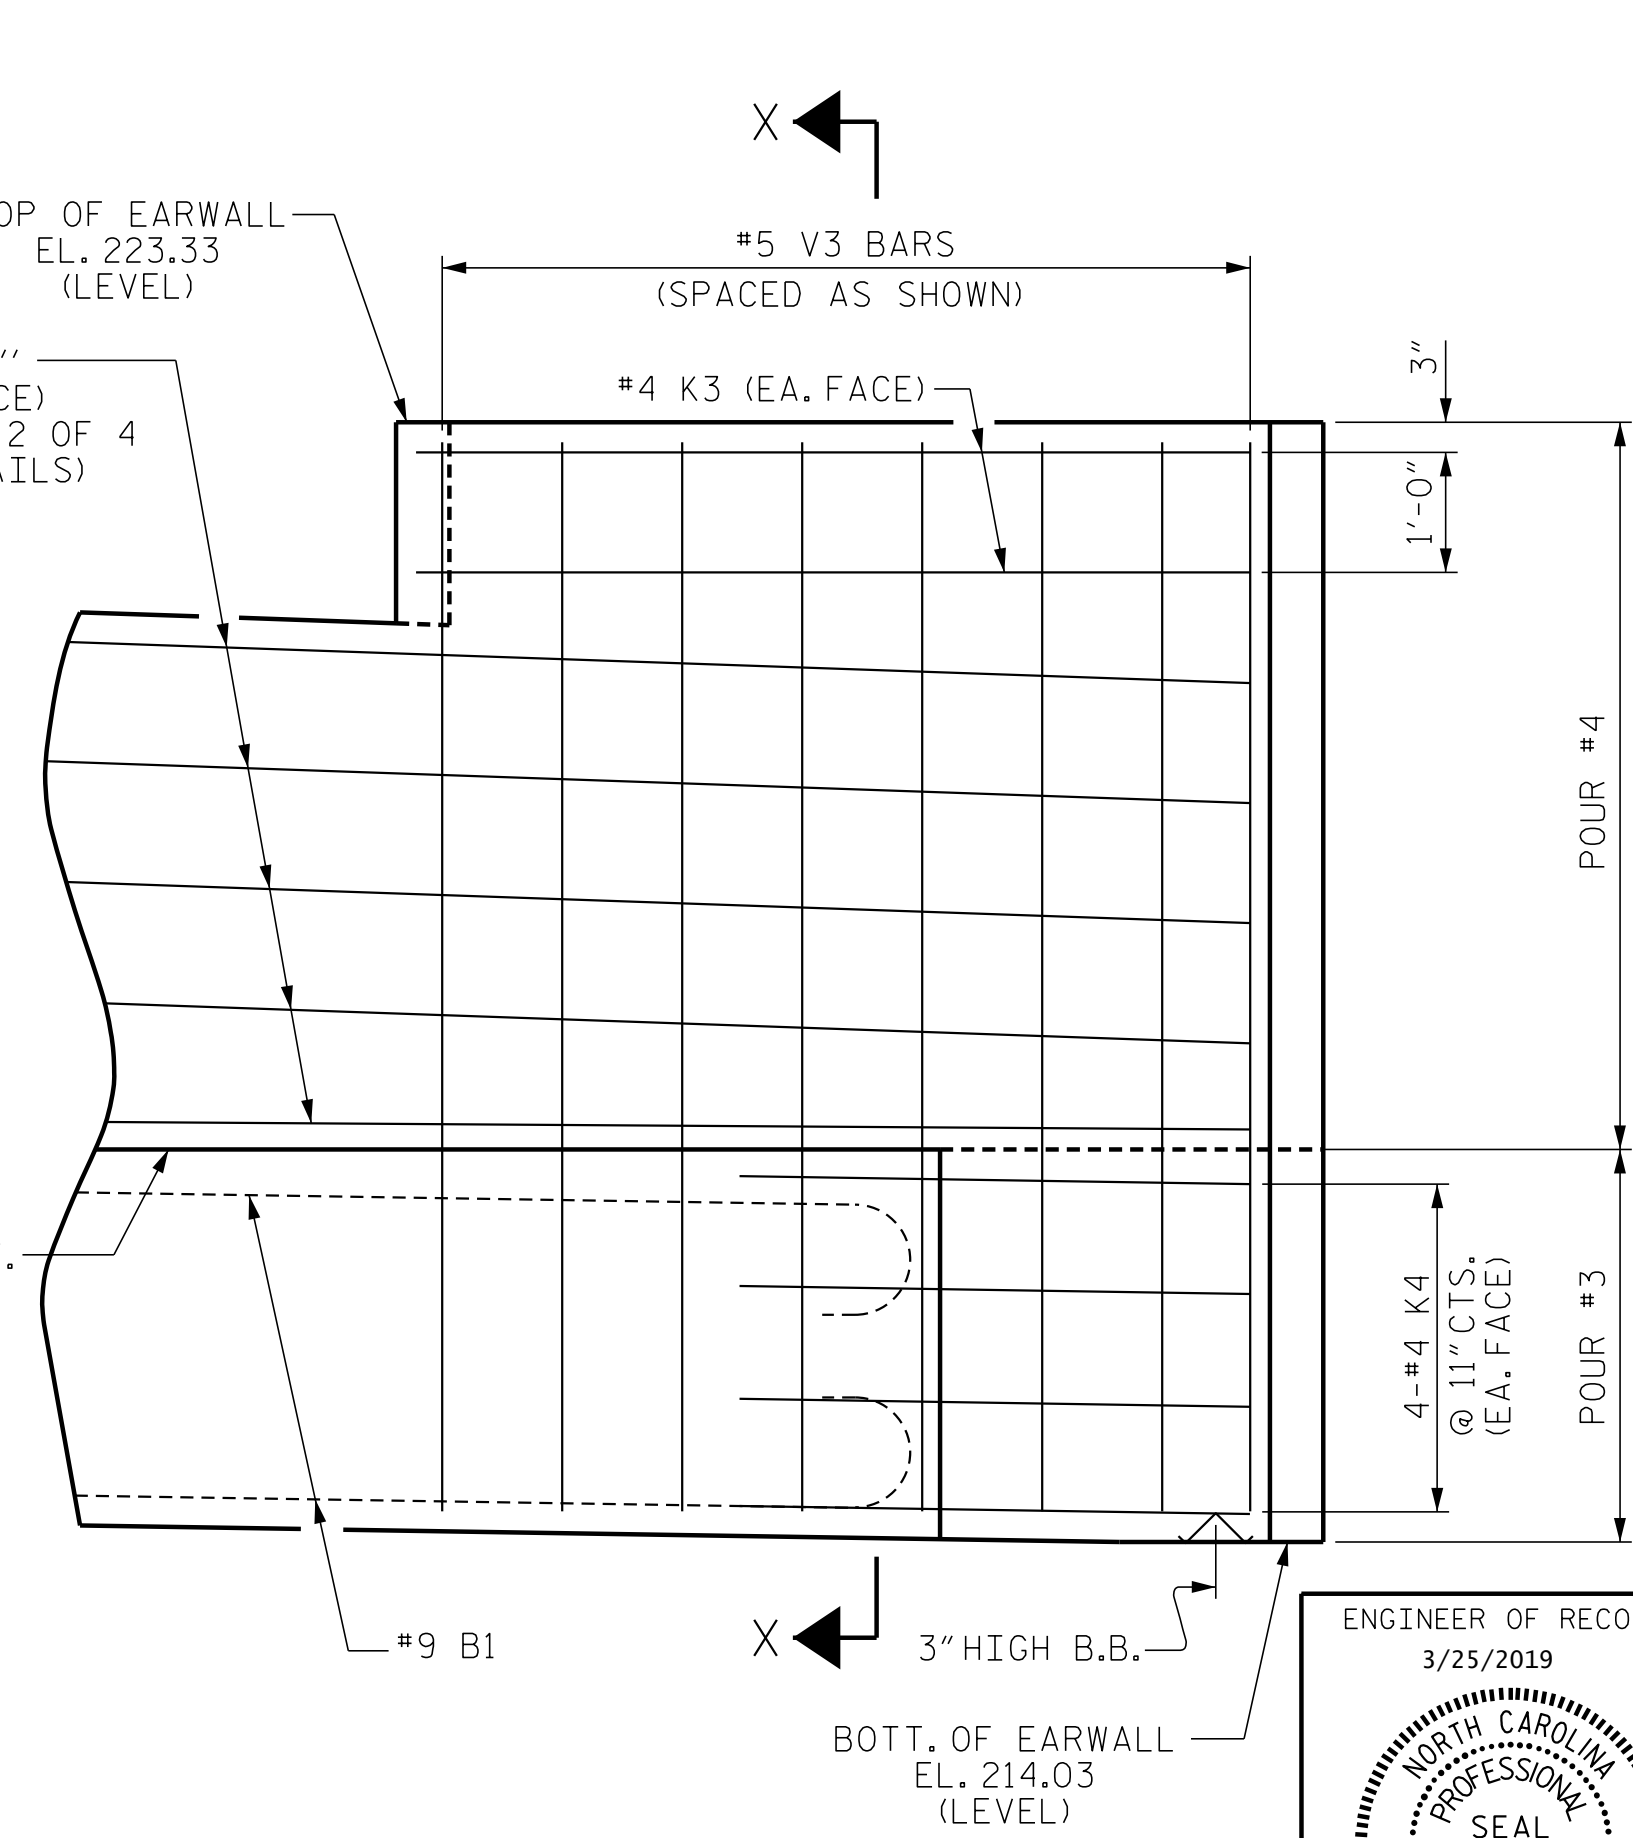 X
OP OF EARWALL
EL. 223.33
(LEVEL)
#5 V3 BARS
(SPACED AS SHOWN)
"
CE)
2 OF 4
AILS)
#4 K3 (EA. FACE)
3"
1'-0"
POUR #4
.
4-#4 K4
@ 11" CTS.
(EA. FACE)
POUR #3
#9 B1
X
3" HIGH B.B.
BOTT. OF EARWALL
EL. 214.03
(LEVEL)
ENGINEER OF RECO
3/25/2019
NORTH CAROLINA
PROFESSIONAL
SEAL